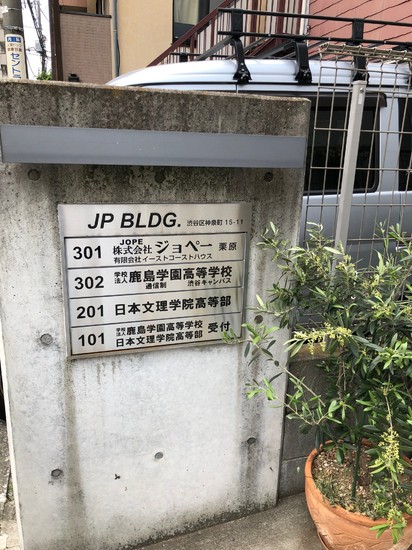 JP BLDG. 渋谷区神泉町 15-11
JOPE
301 株式会社 ジョペー 栗原
有限会社イーストコーストハウス
302 学校法人 鹿島学園高等学校
通信制 渋谷キャンパス
201 日本文理学院高等部
101 学校法人 鹿島学園高等学校 受付
日本文理学院高等部